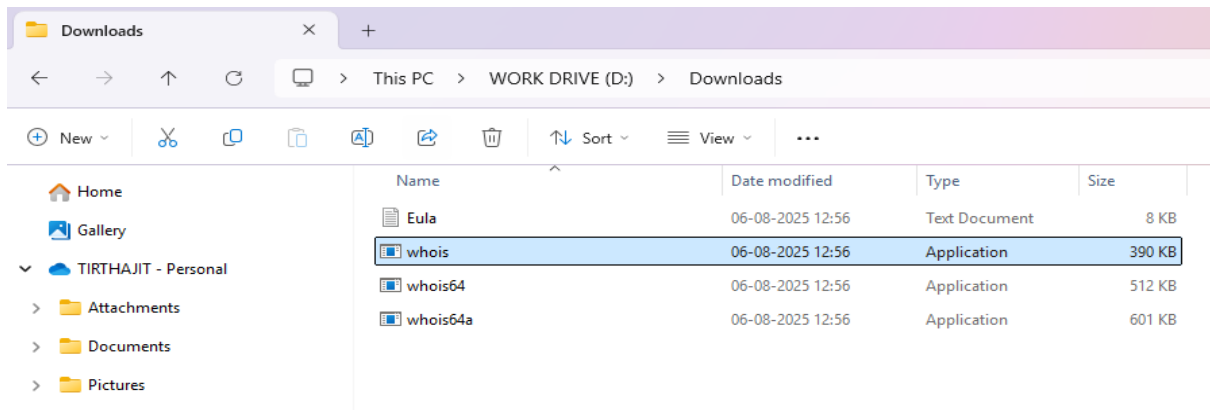 Downloads
This PC > WORK DRIVE (D:) > Downloads
New Sort View ...
Name Date modified Type Size
Home
Gallery
TIRTHAJIT - Personal
Attachments
Documents
Pictures
Eula 06-08-2025 12:56 Text Document 8 KB
whois 06-08-2025 12:56 Application 390 KB
whois64 06-08-2025 12:56 Application 512 KB
whois64a 06-08-2025 12:56 Application 601 KB